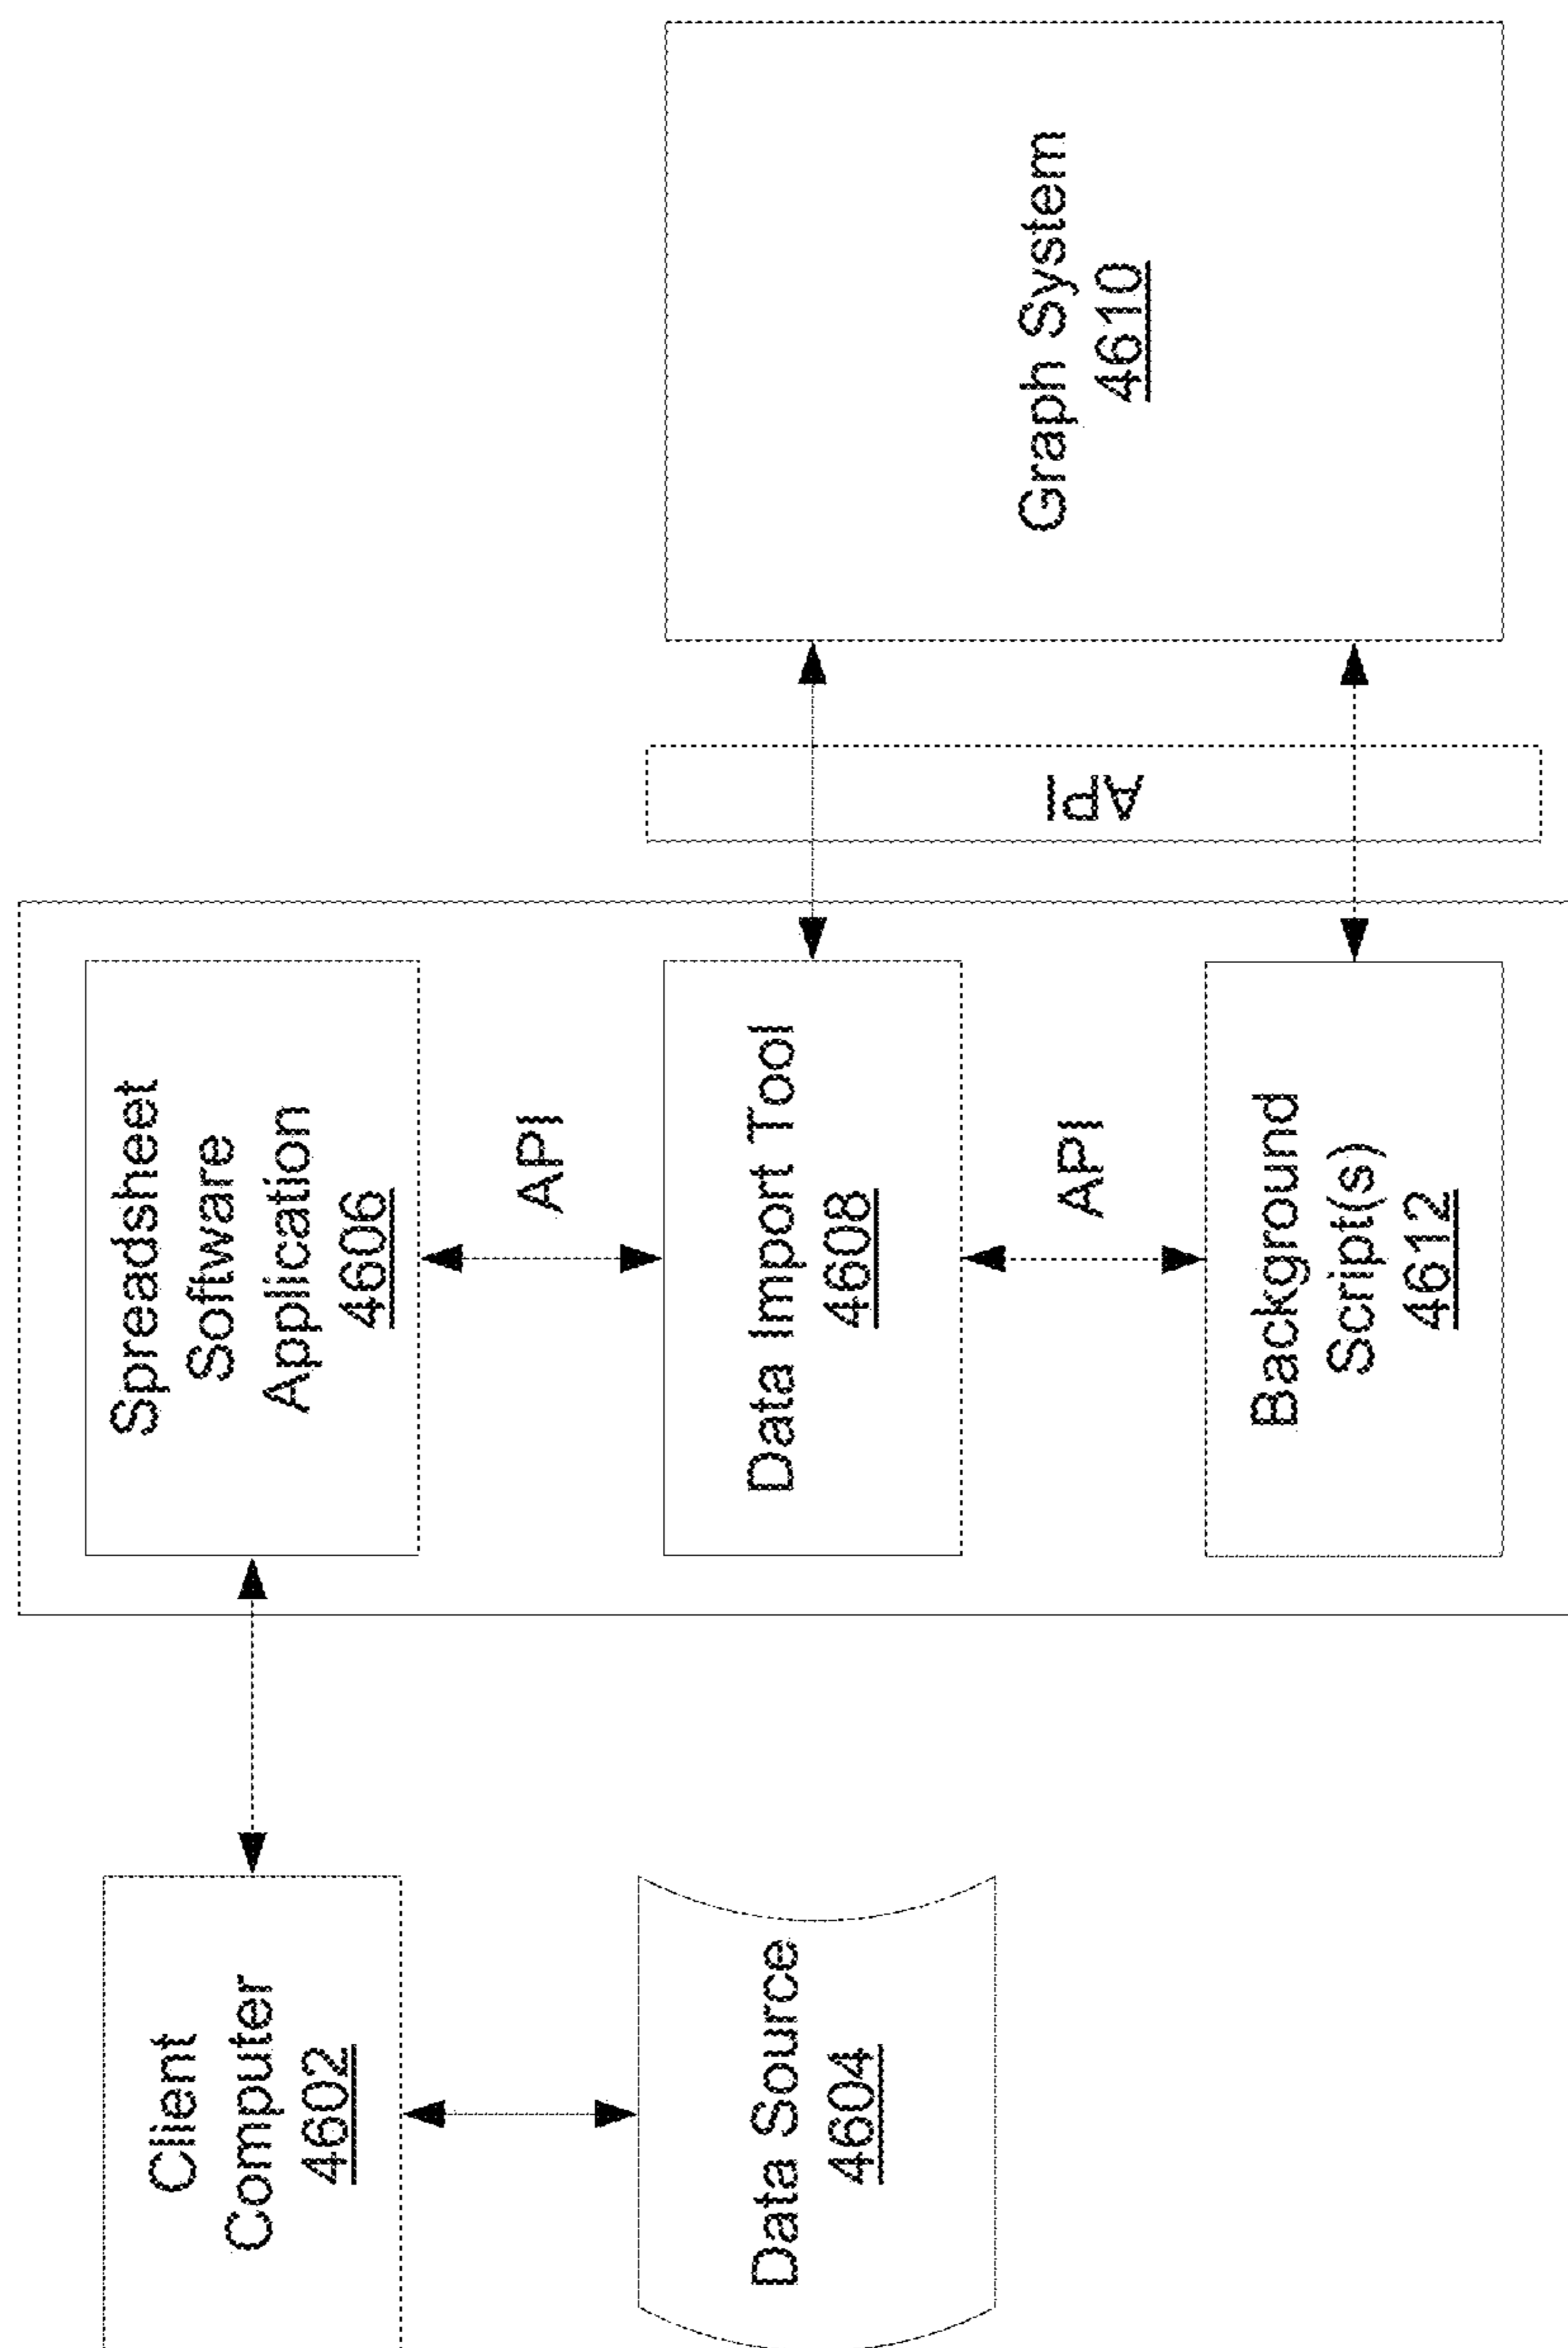 Client
Computer
4602
Data Source
4604
Spreadsheet
Software
Application
4606
API
Data Import Tool
4608
API
Background
Script(s)
4612
API
Graph System
4610